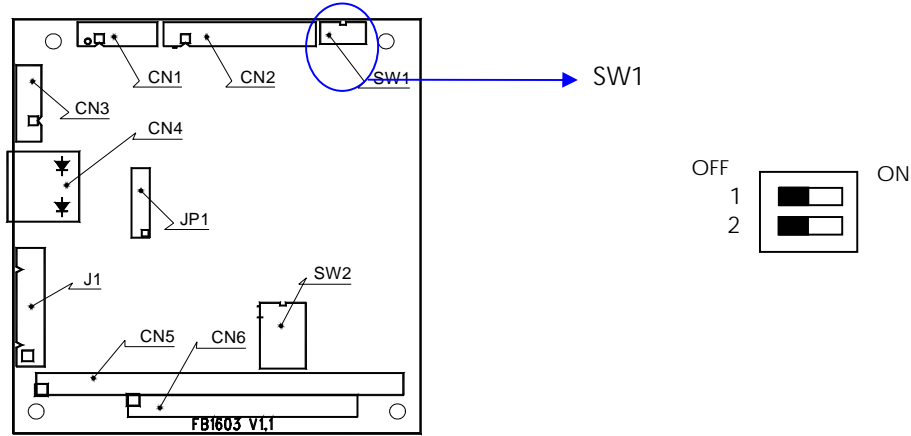 CN1
CN2
SW1
SW1
CN3
CN4
OFF
ON
1
JP1
2
J1
SW2
CN5
CN6
FB1603 V1.1